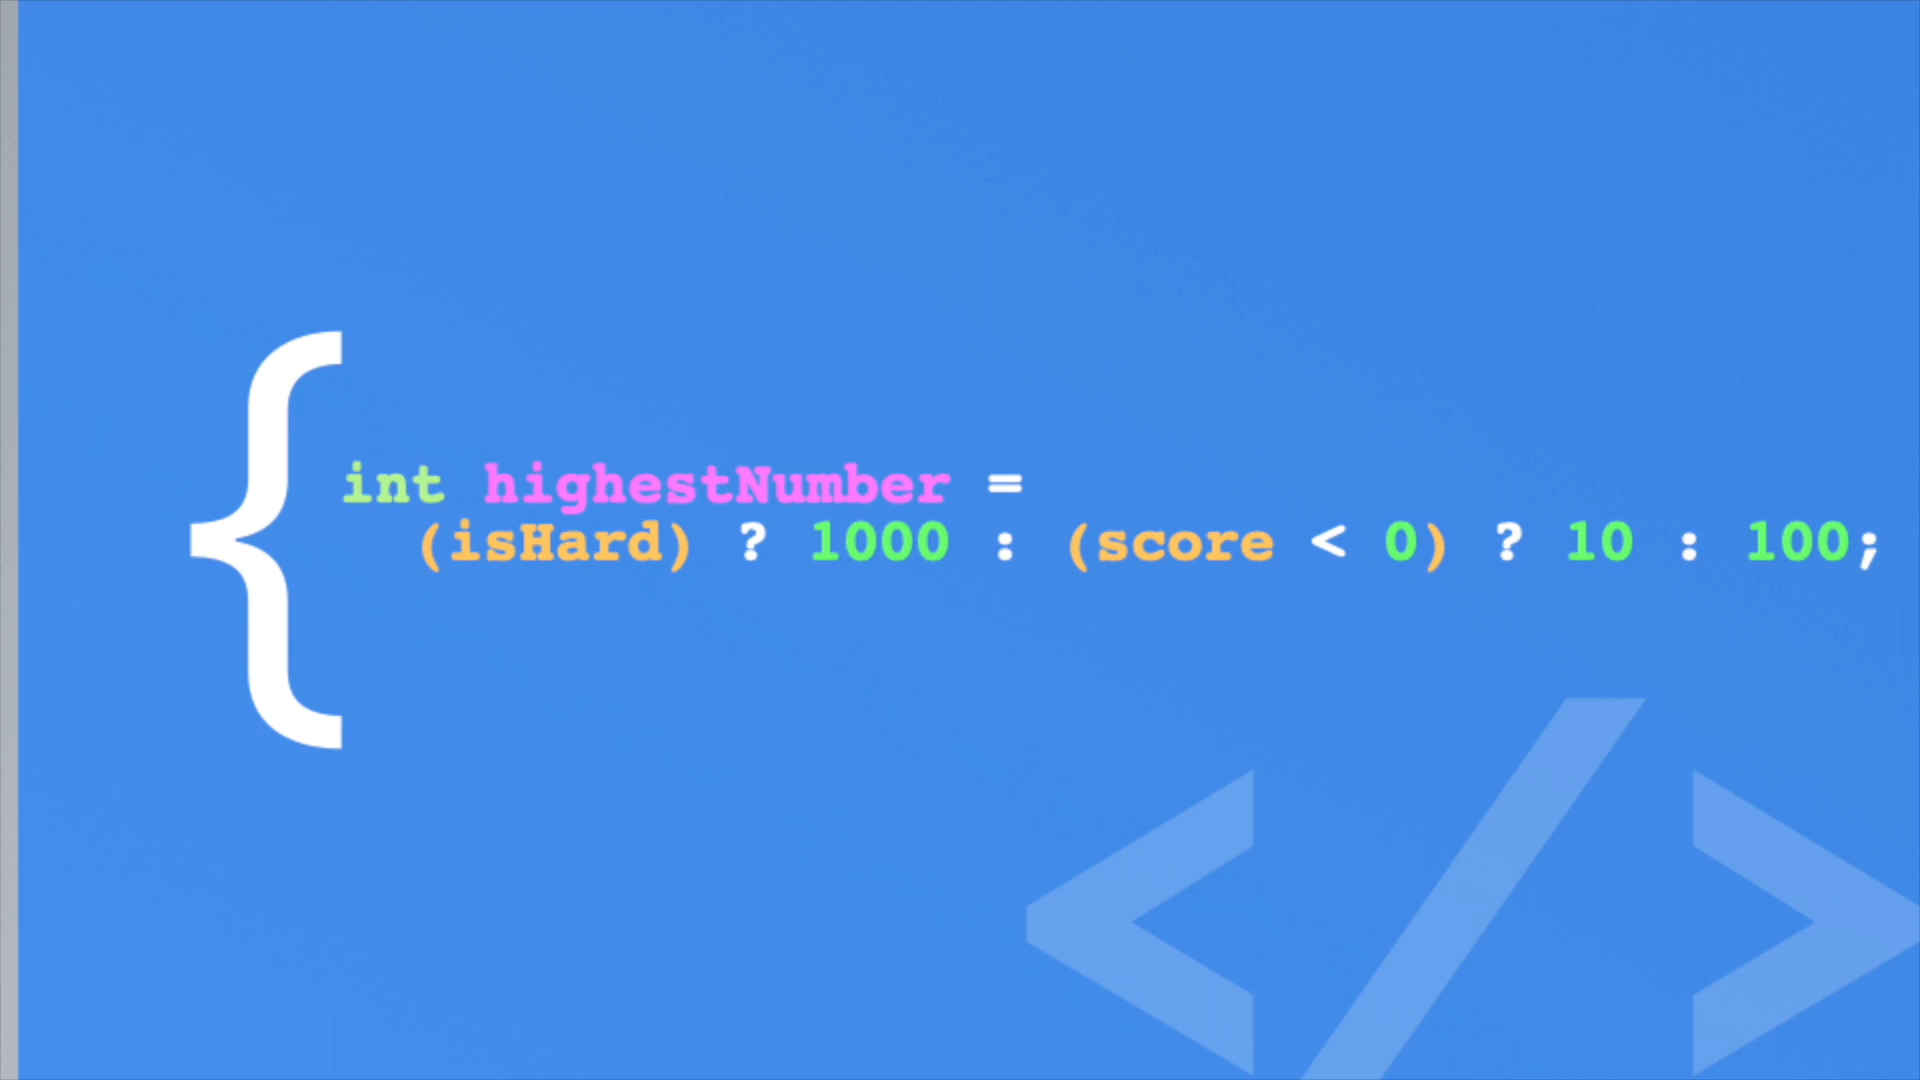 {
int highestNumber =
(isHard) ? 1000 : (score < 0) ? 10 : 100;
</>